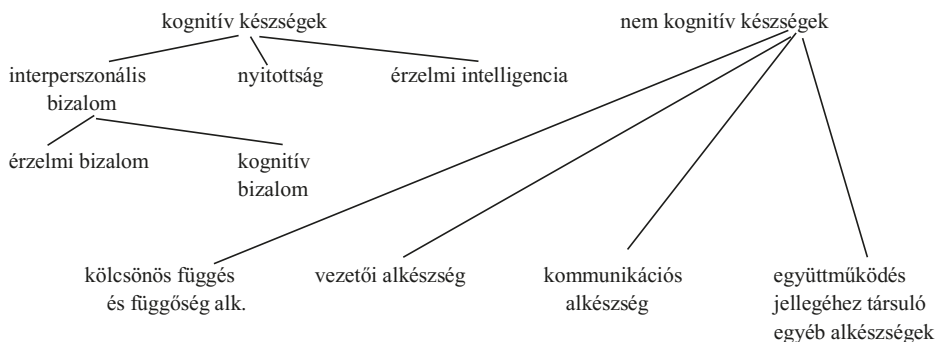 kognitív készségek
nem kognitív készségek
interperszonális
bizalom
nyitottság
érzelmi intelligencia
érzelmi bizalom
kognitív
bizalom
kölcsönös függés
és függőség alk.
vezetői alkészség
kommunikációs
alkészség
együttműködés
jellegéhez társuló
egyéb alkészségek